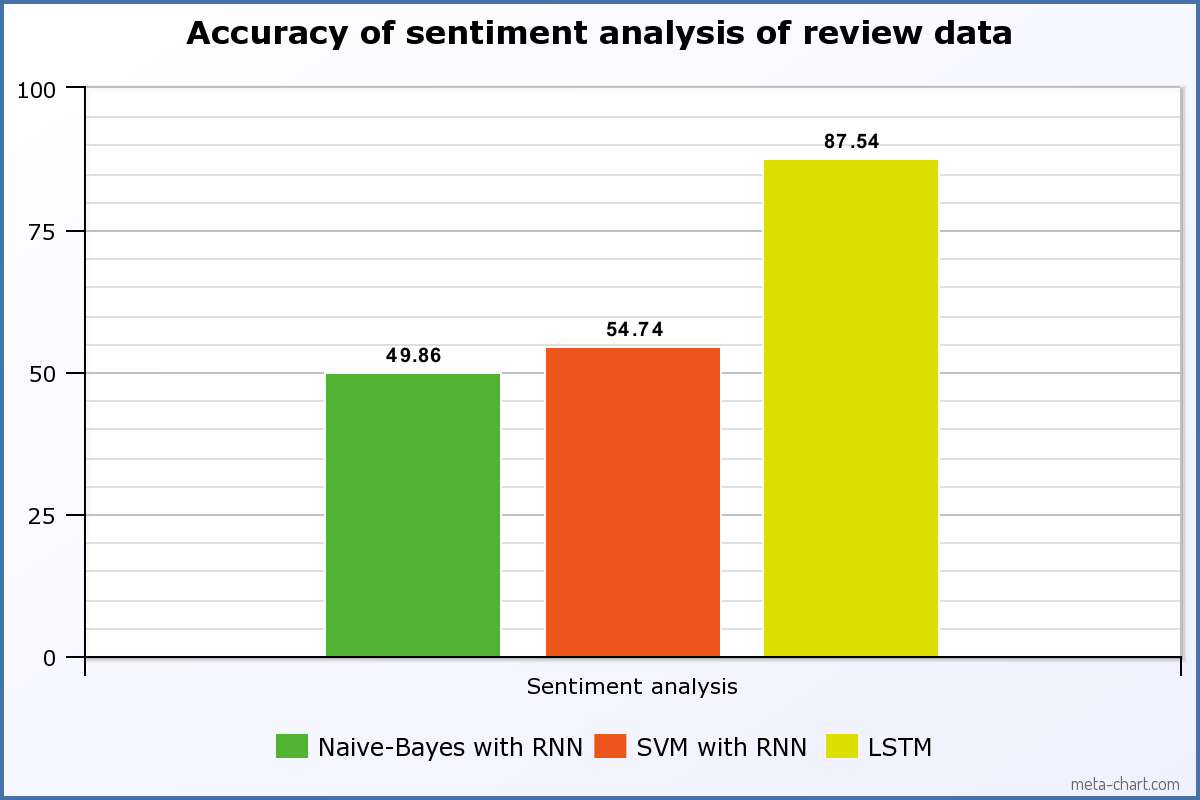 Accuracy of sentiment analysis of review data
100
87.54
75
54.74
49.86
50
25
0
Sentiment analysis
Naive-Bayes with RNN SVM with RNN LSTM
meta-chart.com